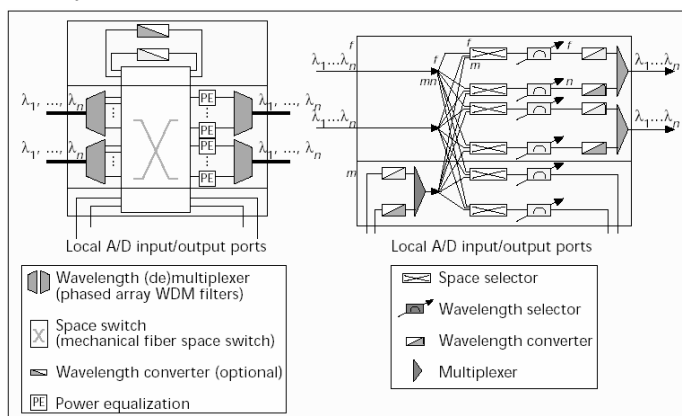 f
λ1...λn
f
m
f
λ1...λn
mn
n
λ1, ..., λn
PE
λ1, ..., λn
PE
λ1...λn
λ1...λn
λ1, ..., λn
PE
λ1, ..., λn
PE
m
Local A/D input/output ports
Local A/D input/output ports
Wavelength (de)multiplexer
(phased array WDM filters)
Space switch
(mechanical fiber space switch)
Wavelength converter (optional)
PE Power equalization
Space selector
Wavelength selector
Wavelength converter
Multiplexer